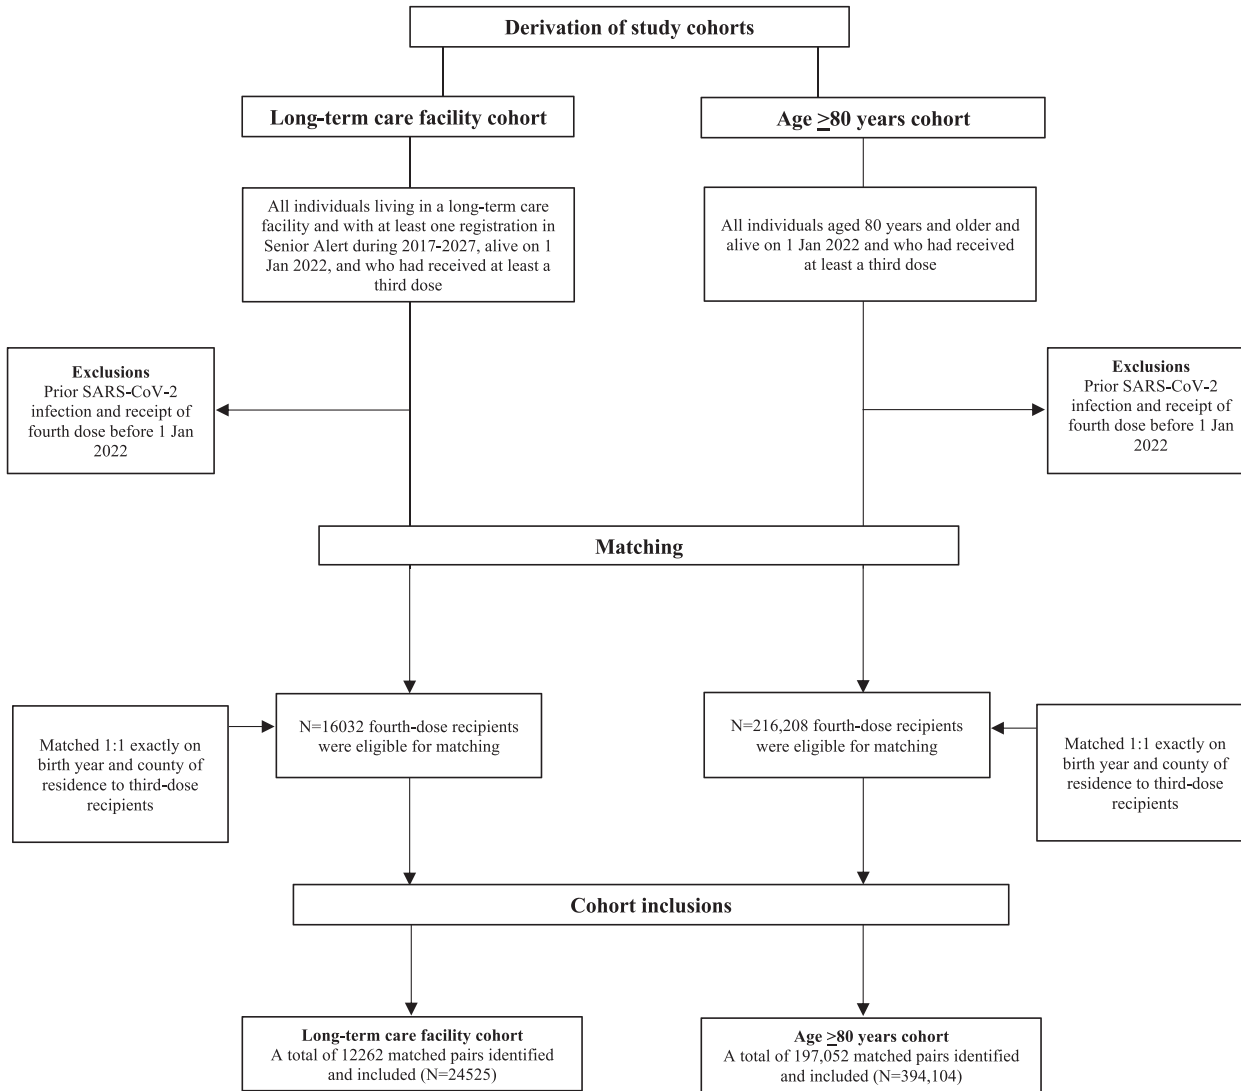 Derivation of study cohorts
Long-term care facility cohort
Age ≥80 years cohort
All individuals living in a long-term care
facility and with at least one registration in
Senior Alert during 2017-2027, alive on 1
Jan 2022, and who had received at least a
third dose
All individuals aged 80 years and older and
alive on 1 Jan 2022 and who had received
at least a third dose
Exclusions
Prior SARS-CoV-2
infection and receipt of
fourth dose before 1 Jan
2022
Exclusions
Prior SARS-CoV-2
infection and receipt of
fourth dose before 1 Jan
2022
Matching
Matched 1:1 exactly on
birth year and county of
residence to third-dose
recipients
N=16032 fourth-dose recipients
were eligible for matching
N=216,208 fourth-dose recipients
were eligible for matching
Matched 1:1 exactly on
birth year and county of
residence to third-dose
recipients
Cohort inclusions
Long-term care facility cohort
A total of 12262 matched pairs identified
and included (N=24525)
Age ≥80 years cohort
A total of 197,052 matched pairs identified
and included (N=394,104)